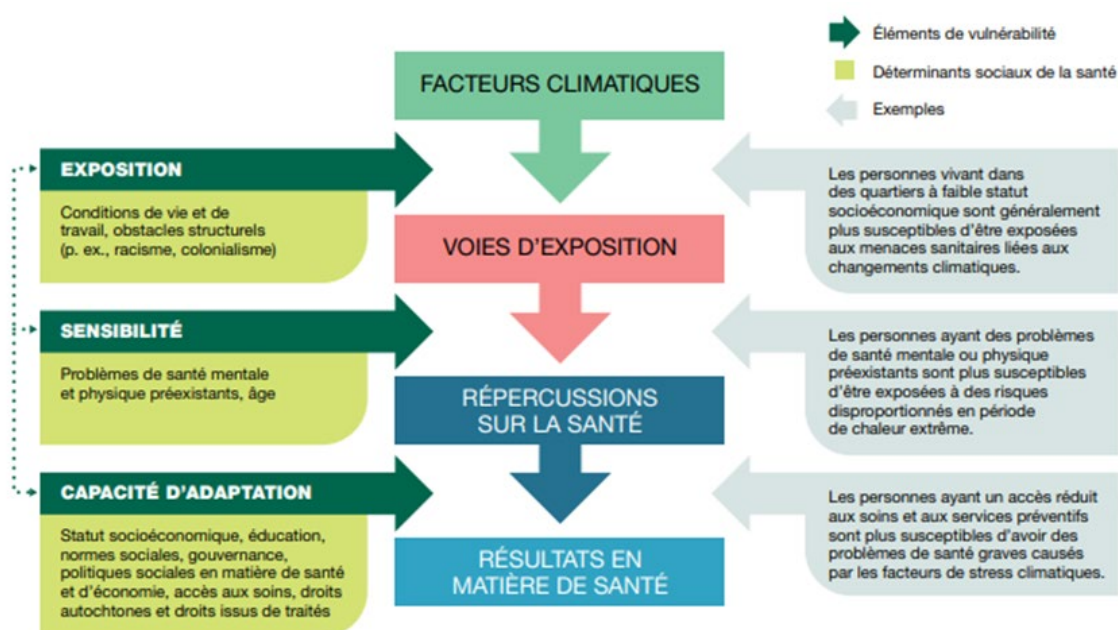 FACTEURS CLIMATIQUES
Éléments de vulnérabilité
Déterminants sociaux de la santé
Exemples
EXPOSITION
Conditions de vie et de
travail, obstacles structurels
(p. ex., racisme, colonialisme)
VOIES D'EXPOSITION
Les personnes vivant dans
des quartiers à faible statut
socioéconomique sont généralement
plus susceptibles d'être exposées
aux menaces sanitaires liées aux
changements climatiques.
SENSIBILITÉ
Problèmes de santé mentale
et physique préexistants, âge
RÉPERCUSSIONS
SUR LA SANTÉ
Les personnes ayant des problèmes
de santé mentale ou physique
préexistants sont plus susceptibles
d'être exposées à des risques
disproportionnés en période
de chaleur extrême.
CAPACITÉ D'ADAPTATION
Statut socioéconomique, éducation,
normes sociales, gouvernance,
politiques sociales en matière de santé
et d'économie, accès aux soins, droits
autochtones et droits issus de traités
RÉSULTATS EN
MATIÈRE DE SANTÉ
Les personnes ayant un accès réduit
aux soins et aux services préventifs
sont plus susceptibles d'avoir des
problèmes de santé graves causés
par les facteurs de stress climatiques.